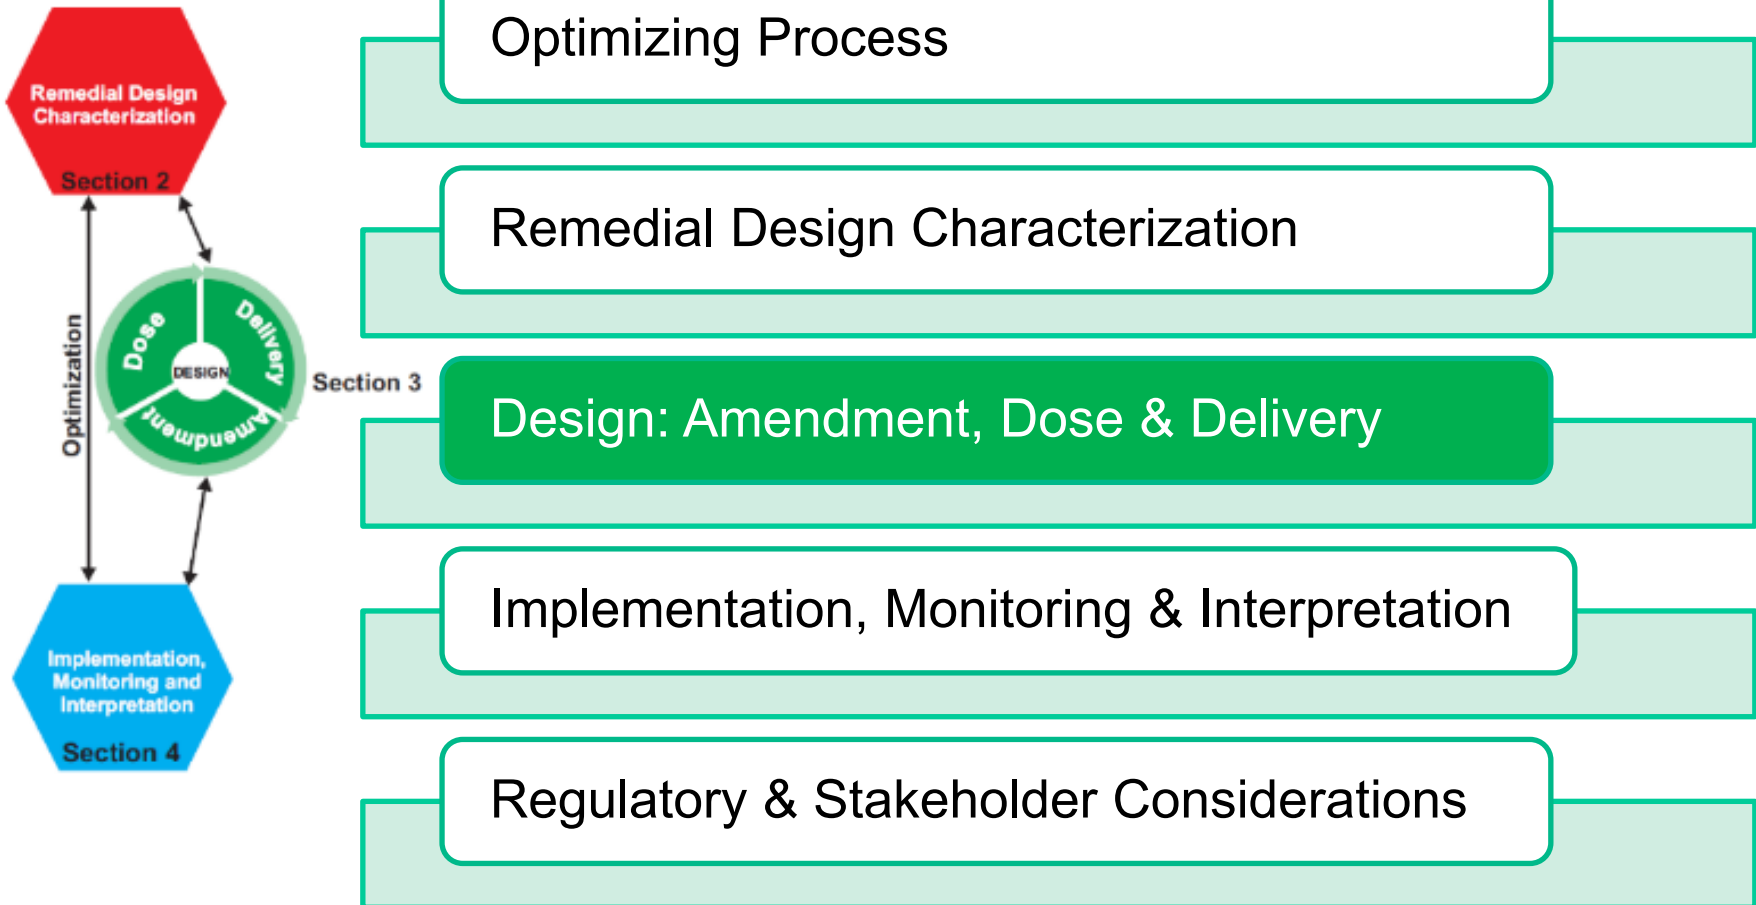 Remedial Design
Characterization
Section 2
Optimization
Dose
Delivery
Amendment
DESIGN
Section 3
Implementation,
Monitoring and
Interpretation
Section 4
Optimizing Process
Remedial Design Characterization
Design: Amendment, Dose & Delivery
Implementation, Monitoring & Interpretation
Regulatory & Stakeholder Considerations